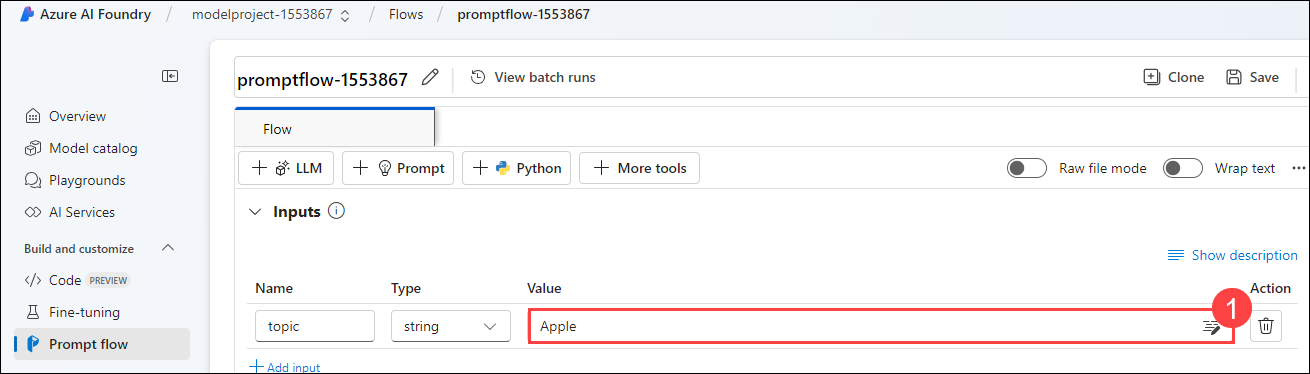 Azure AI Foundry / modelproject-1553867 / Flows / promptflow-1553867
promptflow-1553867 View batch runs Clone Save
Overview
Model catalog
Playgrounds
AI Services
Build and customize
Code PREVIEW
Fine-tuning
Prompt flow
Flow
LLM Prompt Python More tools Raw file mode Wrap text
Inputs
Show description
Name Type Value Action
topic string Apple 1
Add input